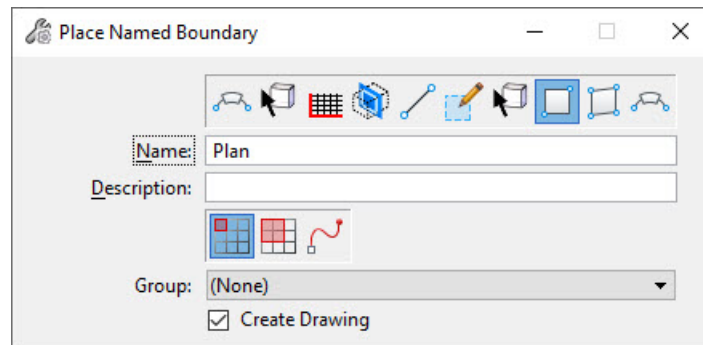 Place Named Boundary
Name: Plan
Description:
Group: (None)
Create Drawing